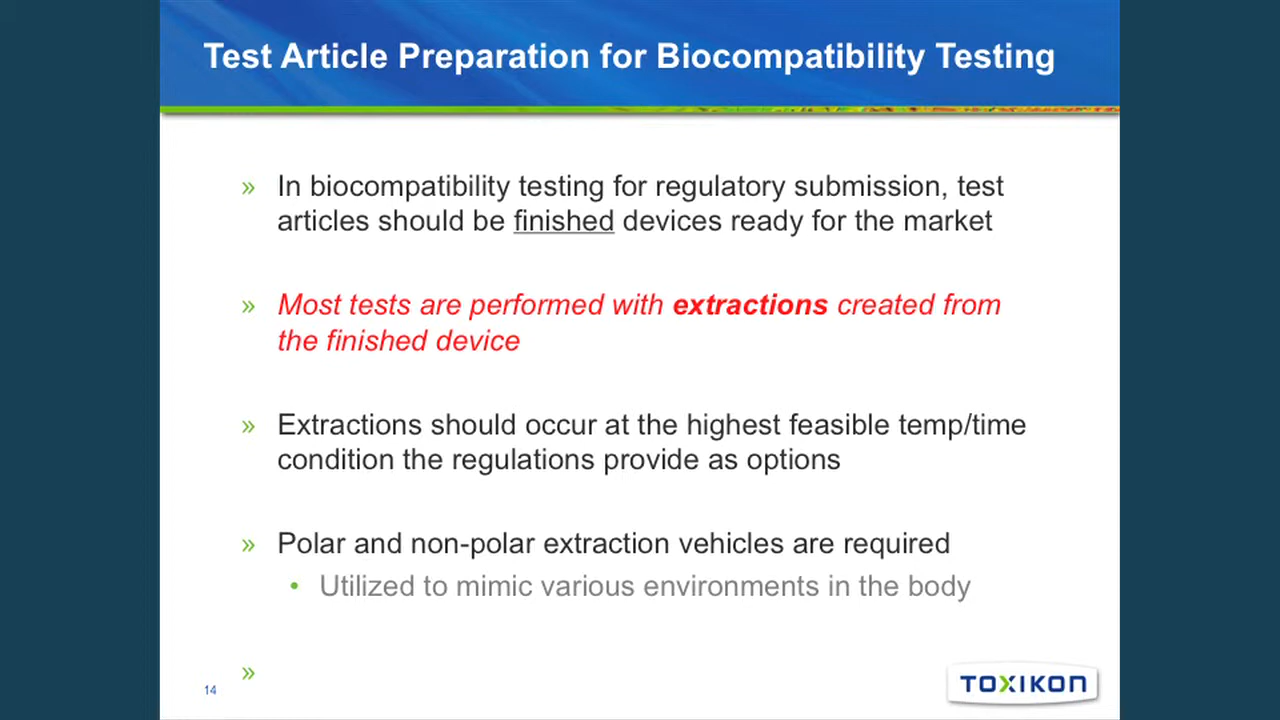 Test Article Preparation for Biocompatibility Testing
» In biocompatibility testing for regulatory submission, test
articles should be finished devices ready for the market
» Most tests are performed with extractions created from
the finished device
» Extractions should occur at the highest feasible temp/time
condition the regulations provide as options
» Polar and non-polar extraction vehicles are required
• Utilized to mimic various environments in the body
»
14
TOXIKON